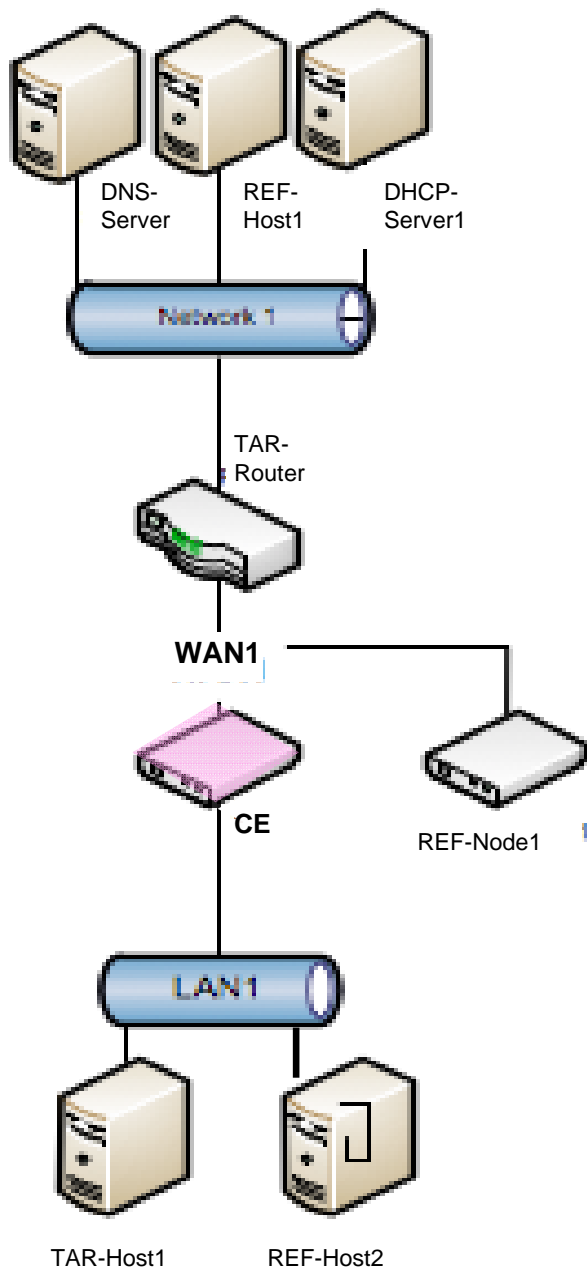 DNS-
Server
REF-
Host1
DHCP-
Server1
Network 1
TAR-
Router
WAN1
CE
REF-Node1
LAN1
TAR-Host1
REF-Host2